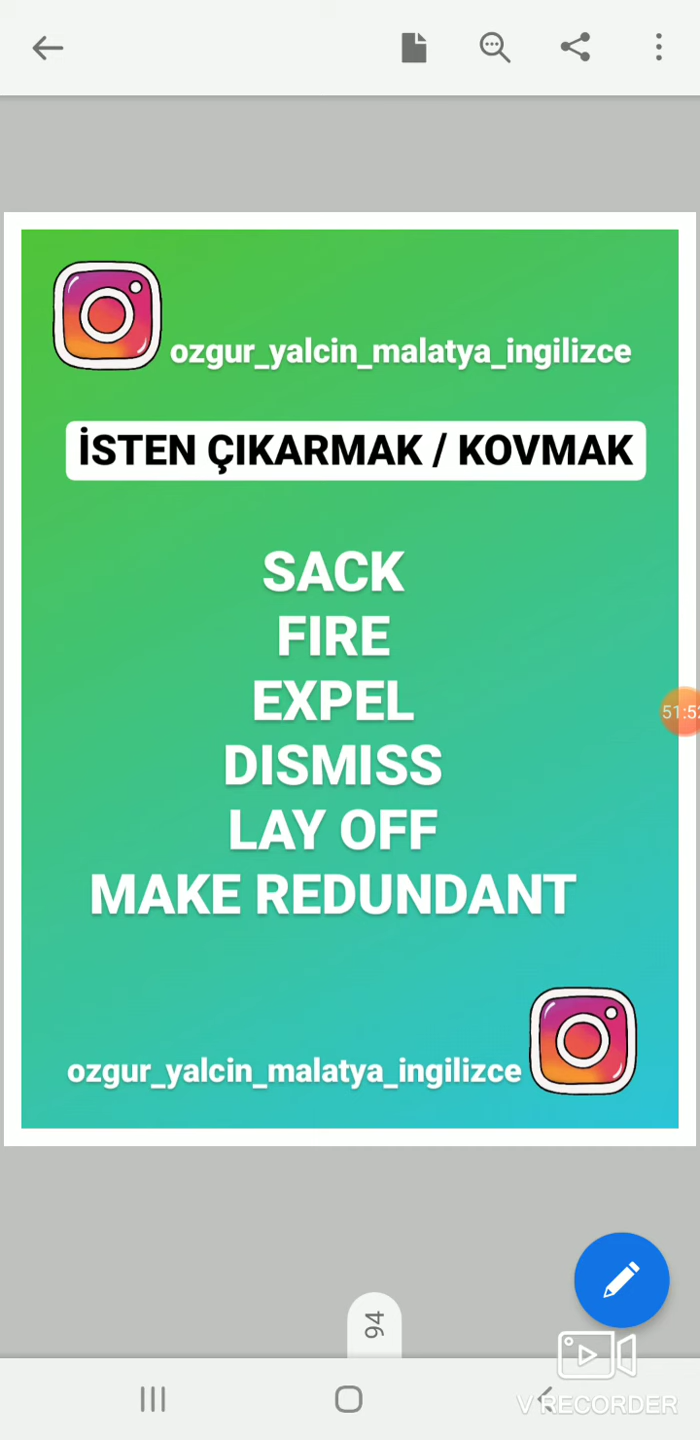 ozgur_yalcin_malatya_ingilizce
İSTEN ÇIKARMAK / KOVMAK
SACK
FIRE
EXPEL
DISMISS
LAY OFF
MAKE REDUNDANT
ozgur_yalcin_malatya_ingilizce
94
V RECORDER